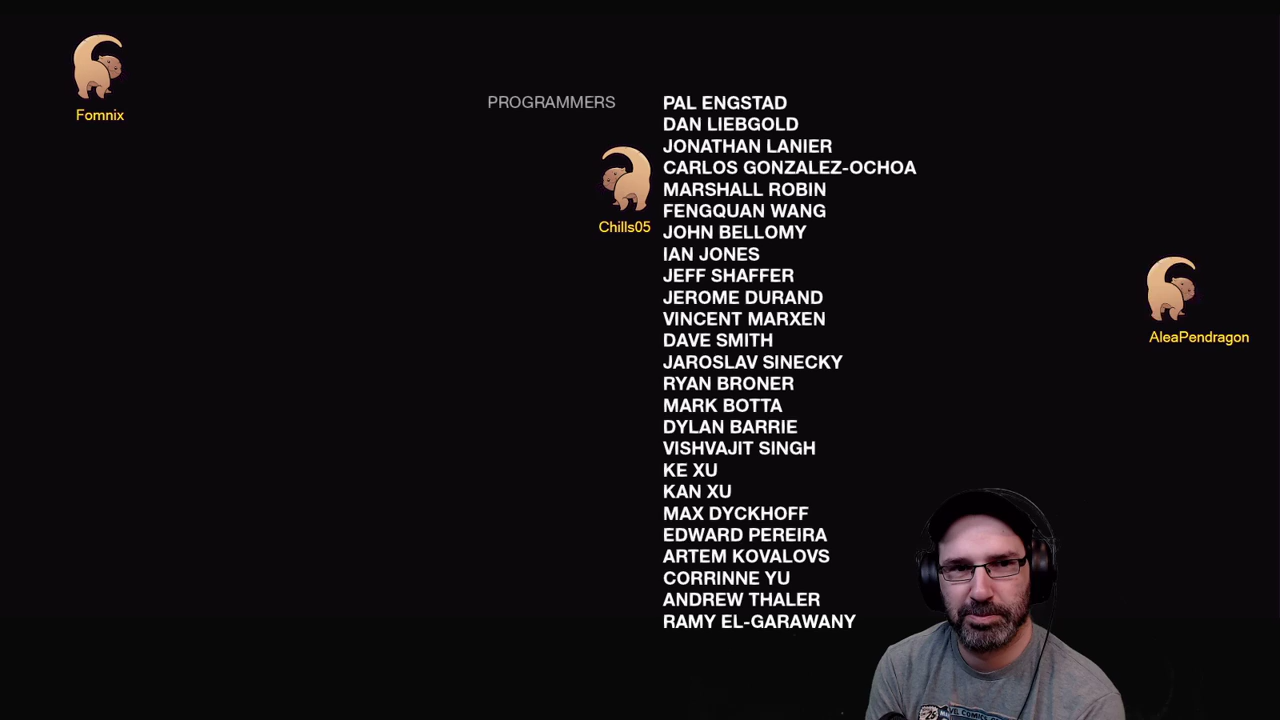 Fomnix
PROGRAMMERS
PAL ENGSTAD
DAN LIEBGOLD
JONATHAN LANIER
CARLOS GONZALEZ-OCHOA
MARSHALL ROBIN
FENGQUAN WANG
Chills05
JOHN BELLOMY
IAN JONES
JEFF SHAFFER
JEROME DURAND
VINCENT MARXEN
AleaPendragon
DAVE SMITH
JAROSLAV SINECKY
RYAN BRONER
MARK BOTTA
DYLAN BARRIE
VISHVAJIT SINGH
KE XU
KAN XU
MAX DYCKHOFF
EDWARD PEREIRA
ARTEM KOVALOVS
CORRINNE YU
ANDREW THALER
RAMY EL-GARAWANY